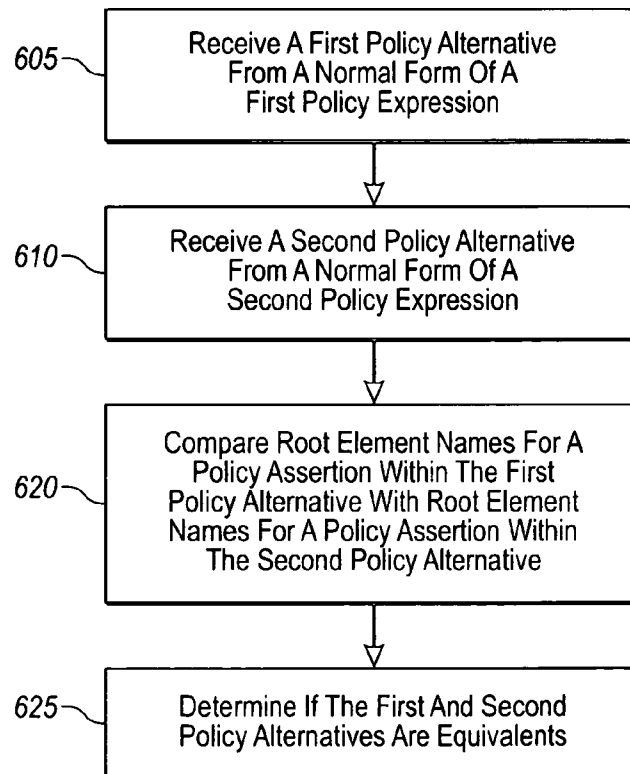 605
Receive A First Policy Alternative
From A Normal Form Of A
First Policy Expression
610
Receive A Second Policy Alternative
From A Normal Form Of A
Second Policy Expression
620
Compare Root Element Names For A
Policy Assertion Within The First
Policy Alternative With Root Element
Names For A Policy Assertion Within
The Second Policy Alternative
625
Determine If The First And Second
Policy Alternatives Are Equivalents